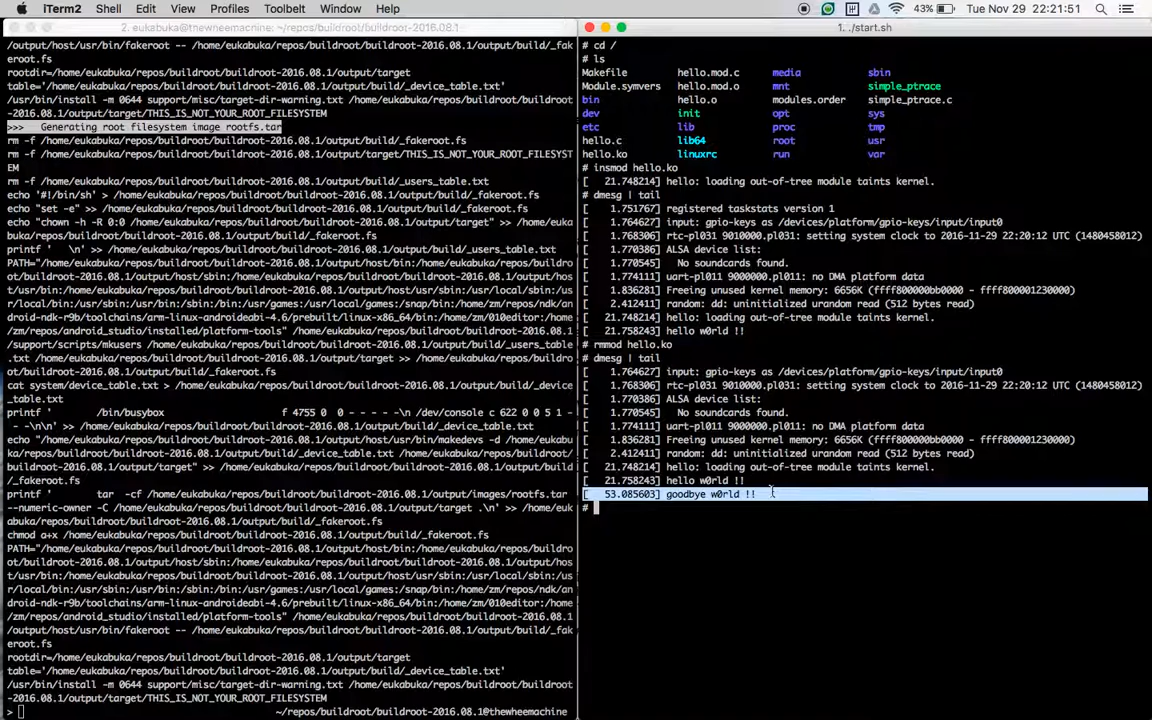 iTerm2 Shell Edit View Profiles Toolbelt Window Help 43% Tue Nov 29 22:21:51
2. eukabuka@thewneemachine: ~/repos/buildroot/buildroot-2016.08.1
/output/host/usr/bin/fakeroot -- /home/eukabuka/repos/buildroot/buildroot-2016.08.1/output/build/_fak
eroot.fs
rootdir=/home/eukabuka/repos/buildroot/buildroot-2016.08.1/output/target
table='/home/eukabuka/repos/buildroot/buildroot-2016.08.1/output/build/_device_table.txt'
/usr/bin/install -m 0644 support/misc/target-dir-warning.txt /home/eukabuka/repos/buildroot/buildroot
-2016.08.1/output/target/THIS_IS_NOT_YOUR_ROOT_FILESYSTEM
>>>   Generating root filesystem image rootfs.tar
rm -f /home/eukabuka/repos/buildroot/buildroot-2016.08.1/output/build/_fakeroot.fs
rm -f /home/eukabuka/repos/buildroot/buildroot-2016.08.1/output/target/THIS_IS_NOT_YOUR_ROOT_FILESYST
EM
rm -f /home/eukabuka/repos/buildroot/buildroot-2016.08.1/output/build/_users_table.txt
echo '#!/bin/sh' > /home/eukabuka/repos/buildroot/buildroot-2016.08.1/output/build/_fakeroot.fs
echo "set -e" >> /home/eukabuka/repos/buildroot/buildroot-2016.08.1/output/build/_fakeroot.fs
echo "chown -h -R 0:0 /home/eukabuka/repos/buildroot/buildroot-2016.08.1/output/target" >> /home/euka
buka/repos/buildroot/buildroot-2016.08.1/output/build/_fakeroot.fs
printf '   \n' >> /home/eukabuka/repos/buildroot/buildroot-2016.08.1/output/build/_users_table.txt
PATH="/home/eukabuka/repos/buildroot/buildroot-2016.08.1/output/host/bin:/home/eukabuka/repos/buildro
ot/buildroot-2016.08.1/output/host/sbin:/home/eukabuka/repos/buildroot/buildroot-2016.08.1/output/hos
t/usr/bin:/home/eukabuka/repos/buildroot/buildroot-2016.08.1/output/host/usr/sbin:/usr/local/sbin:/us
r/local/bin:/usr/sbin:/usr/bin:/sbin:/bin:/usr/games:/usr/local/games:/snap/bin:/home/zm/repos/ndk/an
droid-ndk-r9b/toolchains/arm-linux-androideabi-4.6/prebuilt/linux-x86_64/bin:/home/zm/010editor:/home
/zm/repos/android_studio/installed/platform-tools" /home/eukabuka/repos/buildroot/buildroot-2016.08.1
/support/scripts/mkusers /home/eukabuka/repos/buildroot/buildroot-2016.08.1/output/build/_users_table
.txt /home/eukabuka/repos/buildroot/buildroot-2016.08.1/output/target >> /home/eukabuka/repos/buildro
ot/buildroot-2016.08.1/output/build/_fakeroot.fs
cat system/device_table.txt > /home/eukabuka/repos/buildroot/buildroot-2016.08.1/output/build/_device
_table.txt
printf '        /bin/busybox                     f 4755 0  0 - - - - -\n /dev/console c 622 0 0 5 1 -
- -\n\n' >> /home/eukabuka/repos/buildroot/buildroot-2016.08.1/output/build/_device_table.txt
echo "/home/eukabuka/repos/buildroot/buildroot-2016.08.1/output/host/usr/bin/makedevs -d /home/eukabu
ka/repos/buildroot/buildroot-2016.08.1/output/build/_device_table.txt /home/eukabuka/repos/buildroot/
buildroot-2016.08.1/output/target" >> /home/eukabuka/repos/buildroot/buildroot-2016.08.1/output/build
/_fakeroot.fs
printf '       tar  -cf /home/eukabuka/repos/buildroot/buildroot-2016.08.1/output/images/rootfs.tar
--numeric-owner -C /home/eukabuka/repos/buildroot/buildroot-2016.08.1/output/target .\n' >> /home/euk
abuka/repos/buildroot/buildroot-2016.08.1/output/build/_fakeroot.fs
chmod a+x /home/eukabuka/repos/buildroot/buildroot-2016.08.1/output/build/_fakeroot.fs
PATH="/home/eukabuka/repos/buildroot/buildroot-2016.08.1/output/host/bin:/home/eukabuka/repos/buildro
ot/buildroot-2016.08.1/output/host/sbin:/home/eukabuka/repos/buildroot/buildroot-2016.08.1/output/hos
t/usr/bin:/home/eukabuka/repos/buildroot/buildroot-2016.08.1/output/host/usr/sbin:/usr/local/sbin:/us
r/local/bin:/usr/sbin:/usr/bin:/sbin:/bin:/usr/games:/usr/local/games:/snap/bin:/home/zm/repos/ndk/an
droid-ndk-r9b/toolchains/arm-linux-androideabi-4.6/prebuilt/linux-x86_64/bin:/home/zm/010editor:/home
/zm/repos/android_studio/installed/platform-tools" /home/eukabuka/repos/buildroot/buildroot-2016.08.1
/output/host/usr/bin/fakeroot -- /home/eukabuka/repos/buildroot/buildroot-2016.08.1/output/build/_fak
eroot.fs
rootdir=/home/eukabuka/repos/buildroot/buildroot-2016.08.1/output/target
table='/home/eukabuka/repos/buildroot/buildroot-2016.08.1/output/build/_device_table.txt'
/usr/bin/install -m 0644 support/misc/target-dir-warning.txt /home/eukabuka/repos/buildroot/buildroot
-2016.08.1/output/target/THIS_IS_NOT_YOUR_ROOT_FILESYSTEM
> ~/repos/buildroot/buildroot-2016.08.1@thewheemachine
1. ./start.sh
# cd /
# ls
Makefile        hello.mod.c     media           sbin
Module.symvers  hello.mod.o     mnt             simple_ptrace
bin             hello.o         modules.order   simple_ptrace.c
dev             init            opt             sys
etc             lib             proc            tmp
hello.c         lib64           root            usr
hello.ko        linuxrc         run             var
# insmod hello.ko
[   21.748214] hello: loading out-of-tree module taints kernel.
# dmesg | tail
[    1.751767] registered taskstats version 1
[    1.764627] input: gpio-keys as /devices/platform/gpio-keys/input/input0
[    1.768306] rtc-pl031 9010000.pl031: setting system clock to 2016-11-29 22:20:12 UTC (1480458012)
[    1.770386] ALSA device list:
[    1.770545]   No soundcards found.
[    1.774111] uart-pl011 9000000.pl011: no DMA platform data
[    1.836281] Freeing unused kernel memory: 6656K (ffff800000bb0000 - ffff800001230000)
[    2.412411] random: dd: uninitialized urandom read (512 bytes read)
[   21.748214] hello: loading out-of-tree module taints kernel.
[   21.758243] hello w0rld !!
# rmmod hello.ko
# dmesg | tail
[    1.764627] input: gpio-keys as /devices/platform/gpio-keys/input/input0
[    1.768306] rtc-pl031 9010000.pl031: setting system clock to 2016-11-29 22:20:12 UTC (1480458012)
[    1.770386] ALSA device list:
[    1.770545]   No soundcards found.
[    1.774111] uart-pl011 9000000.pl011: no DMA platform data
[    1.836281] Freeing unused kernel memory: 6656K (ffff800000bb0000 - ffff800001230000)
[    2.412411] random: dd: uninitialized urandom read (512 bytes read)
[   21.748214] hello: loading out-of-tree module taints kernel.
[   21.758243] hello w0rld !!
[   53.085603] goodbye w0rld !!
#